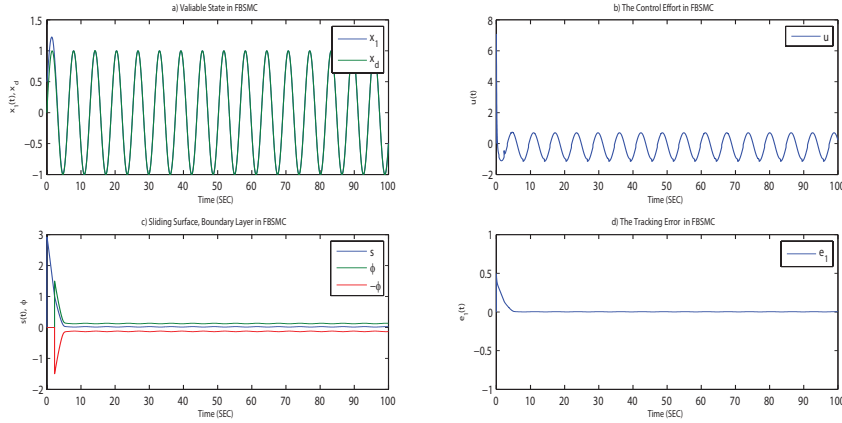 a) Valiable State in FBSMC
x₁(t), x_d
1.5
1
0.5
0
−0.5
−1
0 10 20 30 40 50 60 70 80 90 100
Time (SEC)
x₁
x_d
b) The Control Effort in FBSMC
u(t)
8
6
4
2
0
−2
0 10 20 30 40 50 60 70 80 90 100
Time (SEC)
u
c) Sliding Surface, Boundary Layer in FBSMC
s(t), ϕ
3
2
1
0
−1
−2
0 10 20 30 40 50 60 70 80 90 100
Time (SEC)
s
ϕ
−ϕ
d) The Tracking Error in FBSMC
e₁(t)
1
0.5
0
−0.5
−1
0 10 20 30 40 50 60 70 80 90 100
Time (SEC)
e₁